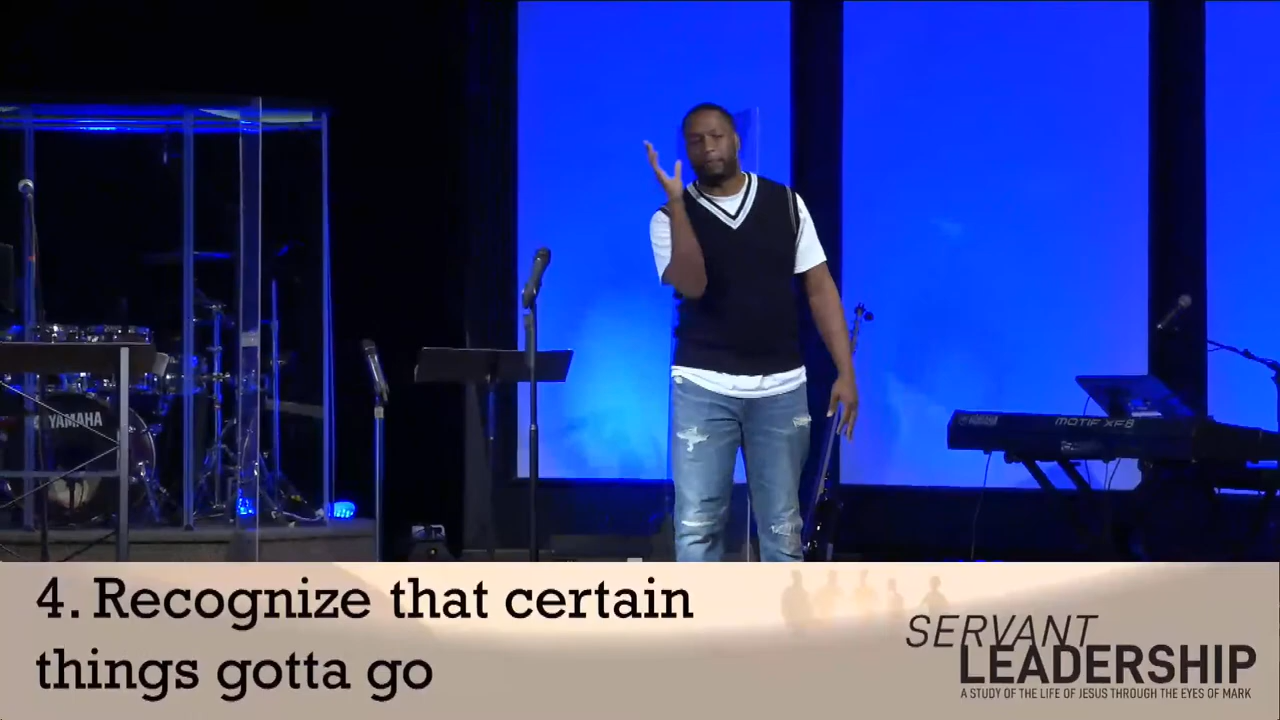 YAMAHA
MOTIF XF8
4. Recognize that certain
things gotta go
SERVANT
LEADERSHIP
A STUDY OF THE LIFE OF JESUS THROUGH THE EYES OF MARK